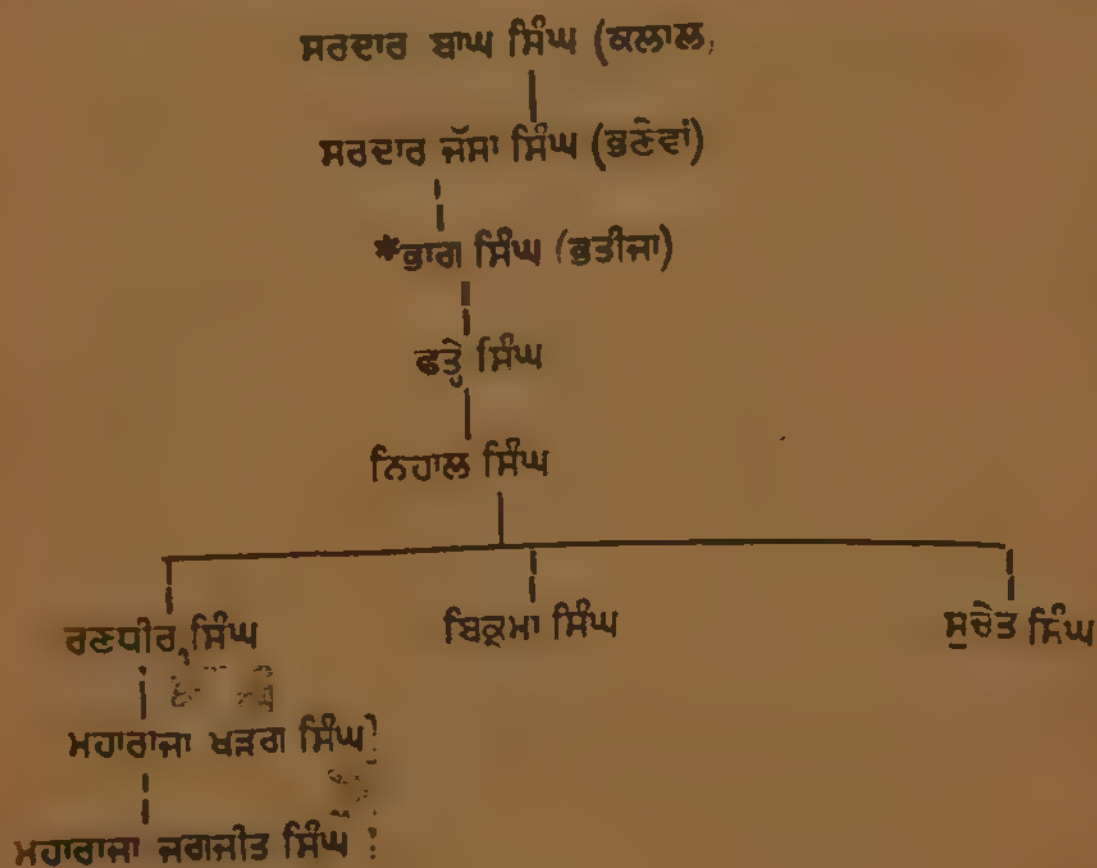 ਸਰਦਾਰ ਬਾਘ ਸਿੰਘ (ਕਲਾਲ,
ਸਰਦਾਰ ਜੱਸਾ ਸਿੰਘ (ਭਣੇਵਾਂ)
*ਭਾਗ ਸਿੰਘ (ਭਤੀਜਾ)
ਫਤ੍ਹੇ ਸਿੰਘ
ਨਿਹਾਲ ਸਿੰਘ
ਰਣਧੀਰ ਸਿੰਘ ਬਿਕ੍ਰਮਾ ਸਿੰਘ ਸੁਚੇਤ ਸਿੰਘ
ਮਹਾਰਾਜਾ ਖੜਗ ਸਿੰਘ
ਮਹਾਰਾਜਾ ਜਗਜੀਤ ਸਿੰਘ